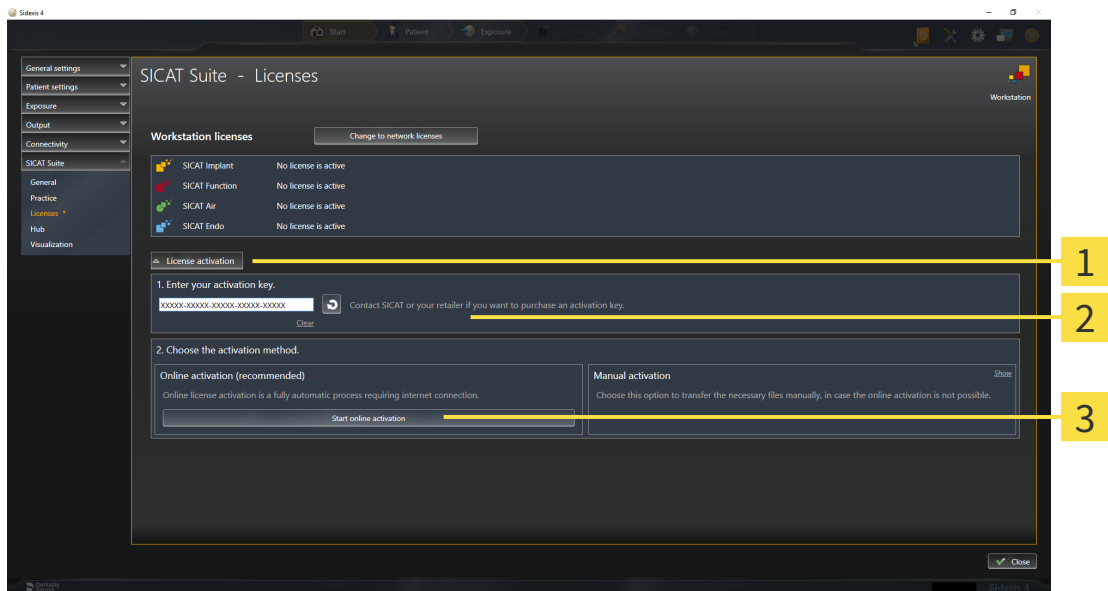 Sidexis 4
Start
Patient
Exposure
General settings
Patient settings
Exposure
Output
Connectivity
SICAT Suite
General
Practice
Licenses *
Hub
Visualization
SICAT Suite - Licenses
Workstation
Workstation licenses
Change to network licenses
SICAT Implant No license is active
SICAT Function No license is active
SICAT Air No license is active
SICAT Endo No license is active
License activation
1
1. Enter your activation key.
XXXXX-XXXXX-XXXXX-XXXXX-XXXXX
Contact SICAT or your retailer if you want to purchase an activation key.
Clear
2
2. Choose the activation method.
Online activation (recommended)
Online license activation is a fully automatic process requiring internet connection.
Start online activation
Manual activation
Show
Choose this option to transfer the necessary files manually, in case the online activation is not possible.
3
Close
Dentsply
Sirona
Sidexis 4